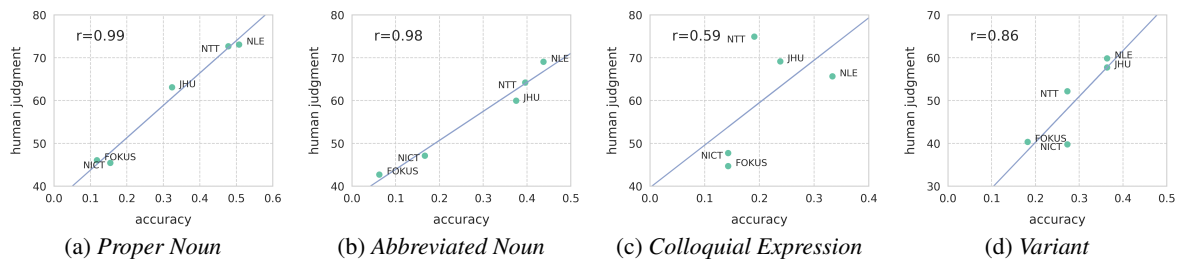 80
70
60
50
40
human judgment
r=0.99
NTT
NLE
JHU
FOKUS
NICT
0.0 0.1 0.2 0.3 0.4 0.5 0.6
accuracy
(a) Proper Noun
80
70
60
50
40
human judgment
r=0.98
NLE
NTT
JHU
NICT
FOKUS
0.0 0.1 0.2 0.3 0.4 0.5
accuracy
(b) Abbreviated Noun
80
70
60
50
40
human judgment
r=0.59
NTT
JHU
NLE
NICT
FOKUS
0.0 0.1 0.2 0.3 0.4
accuracy
(c) Colloquial Expression
70
60
50
40
30
human judgment
r=0.86
NLE
JHU
NTT
FOKUS
NICT
0.0 0.1 0.2 0.3 0.4 0.5
accuracy
(d) Variant